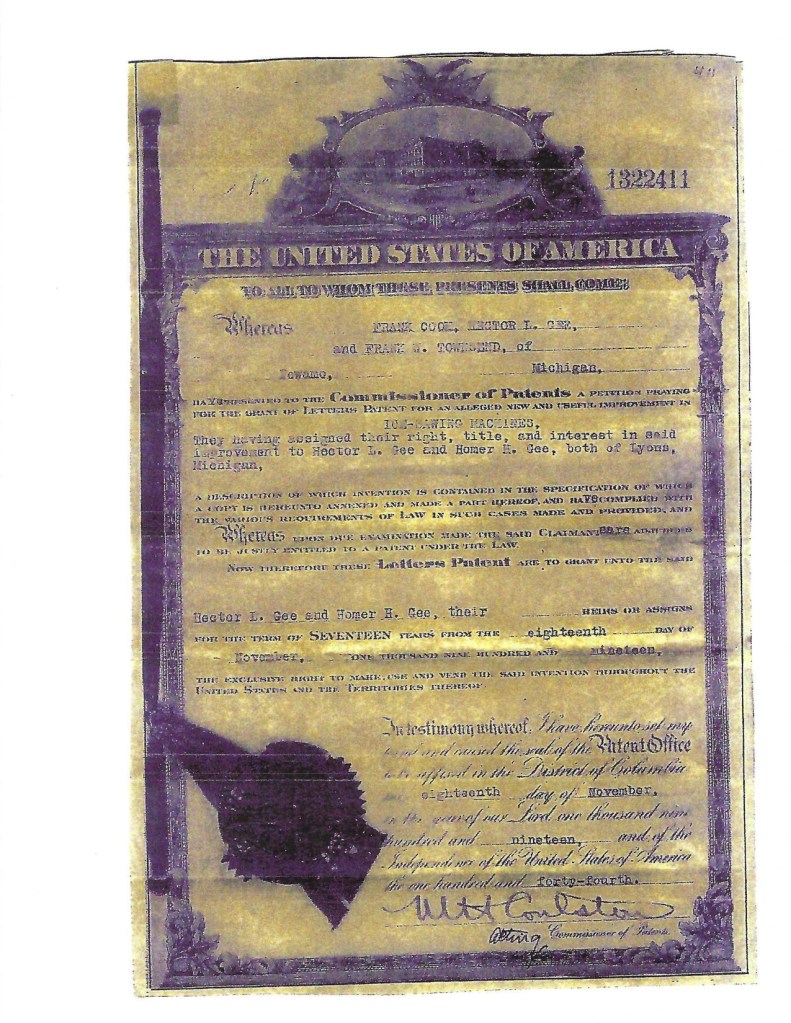 No
1322411
THE UNITED STATES OF AMERICA
TO ALL TO WHOM THESE PRESENTS SHALL COME:
Whereas FRANK COOK, HECTOR L. GEE,
and FRANK W. TOWNSEND, of
Pewamo, Michigan,
HAVE PRESENTED TO THE Commissioner of Patents A PETITION PRAYING
FOR THE GRANT OF LETTERS PATENT FOR AN ALLEGED NEW AND USEFUL IMPROVEMENT IN
ICE-SAWING MACHINES,
They having assigned their right, title, and interest in said
improvement to Hector L. Gee and Homer H. Gee, both of Lyons,
Michigan,
A DESCRIPTION OF WHICH INVENTION IS CONTAINED IN THE SPECIFICATION OF WHICH
A COPY IS HEREUNTO ANNEXED AND MADE A PART HEREOF, AND HAVE COMPLIED WITH
THE VARIOUS REQUIREMENTS OF LAW IN SUCH CASES MADE AND PROVIDED, AND
Whereas UPON DUE EXAMINATION MADE THE SAID CLAIMANTS are ADJUDGED
TO BE JUSTLY ENTITLED TO A PATENT UNDER THE LAW.
NOW THEREFORE THESE Letters Patent ARE TO GRANT UNTO THE SAID
Hector L. Gee and Homer H. Gee, their HEIRS OR ASSIGNS
FOR THE TERM OF SEVENTEEN YEARS FROM THE eighteenth DAY OF
November, ONE THOUSAND NINE HUNDRED AND nineteen,
THE EXCLUSIVE RIGHT TO MAKE, USE AND VEND THE SAID INVENTION THROUGHOUT THE
UNITED STATES AND THE TERRITORIES THEREOF
In testimony whereof, I have hereunto set my
hand and caused the seal of the Patent Office
to be affixed in the District of Columbia
eighteenth day of November,
in the year of our Lord one thousand nine
hundred and nineteen, and of the
Independence of the United States of America
the one hundred and forty-fourth.
Acting Commissioner of Patents.